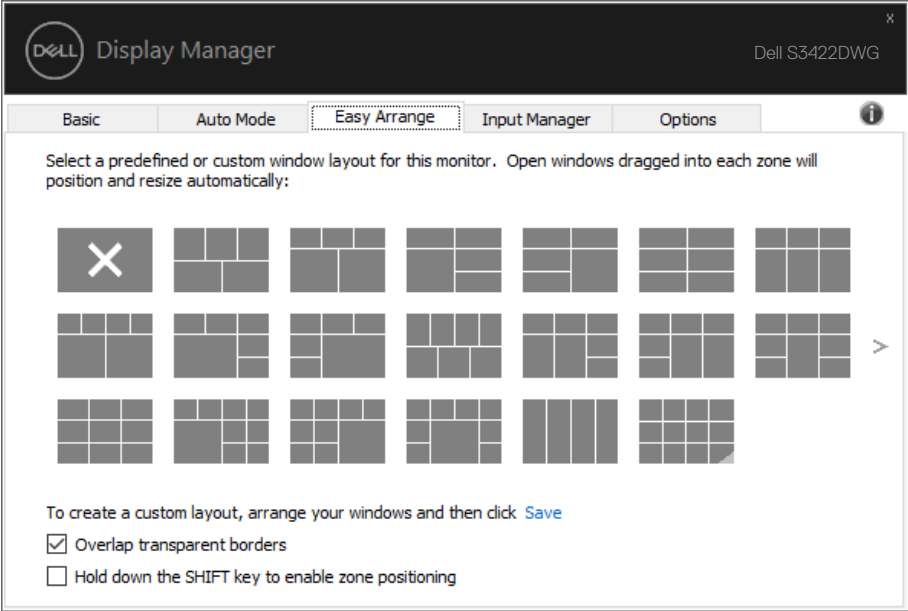 x
DELL Display Manager
Dell S3422DWG
Basic Auto Mode Easy Arrange Input Manager Options i
Select a predefined or custom window layout for this monitor. Open windows dragged into each zone will
position and resize automatically:
>
To create a custom layout, arrange your windows and then click Save
Overlap transparent borders
Hold down the SHIFT key to enable zone positioning